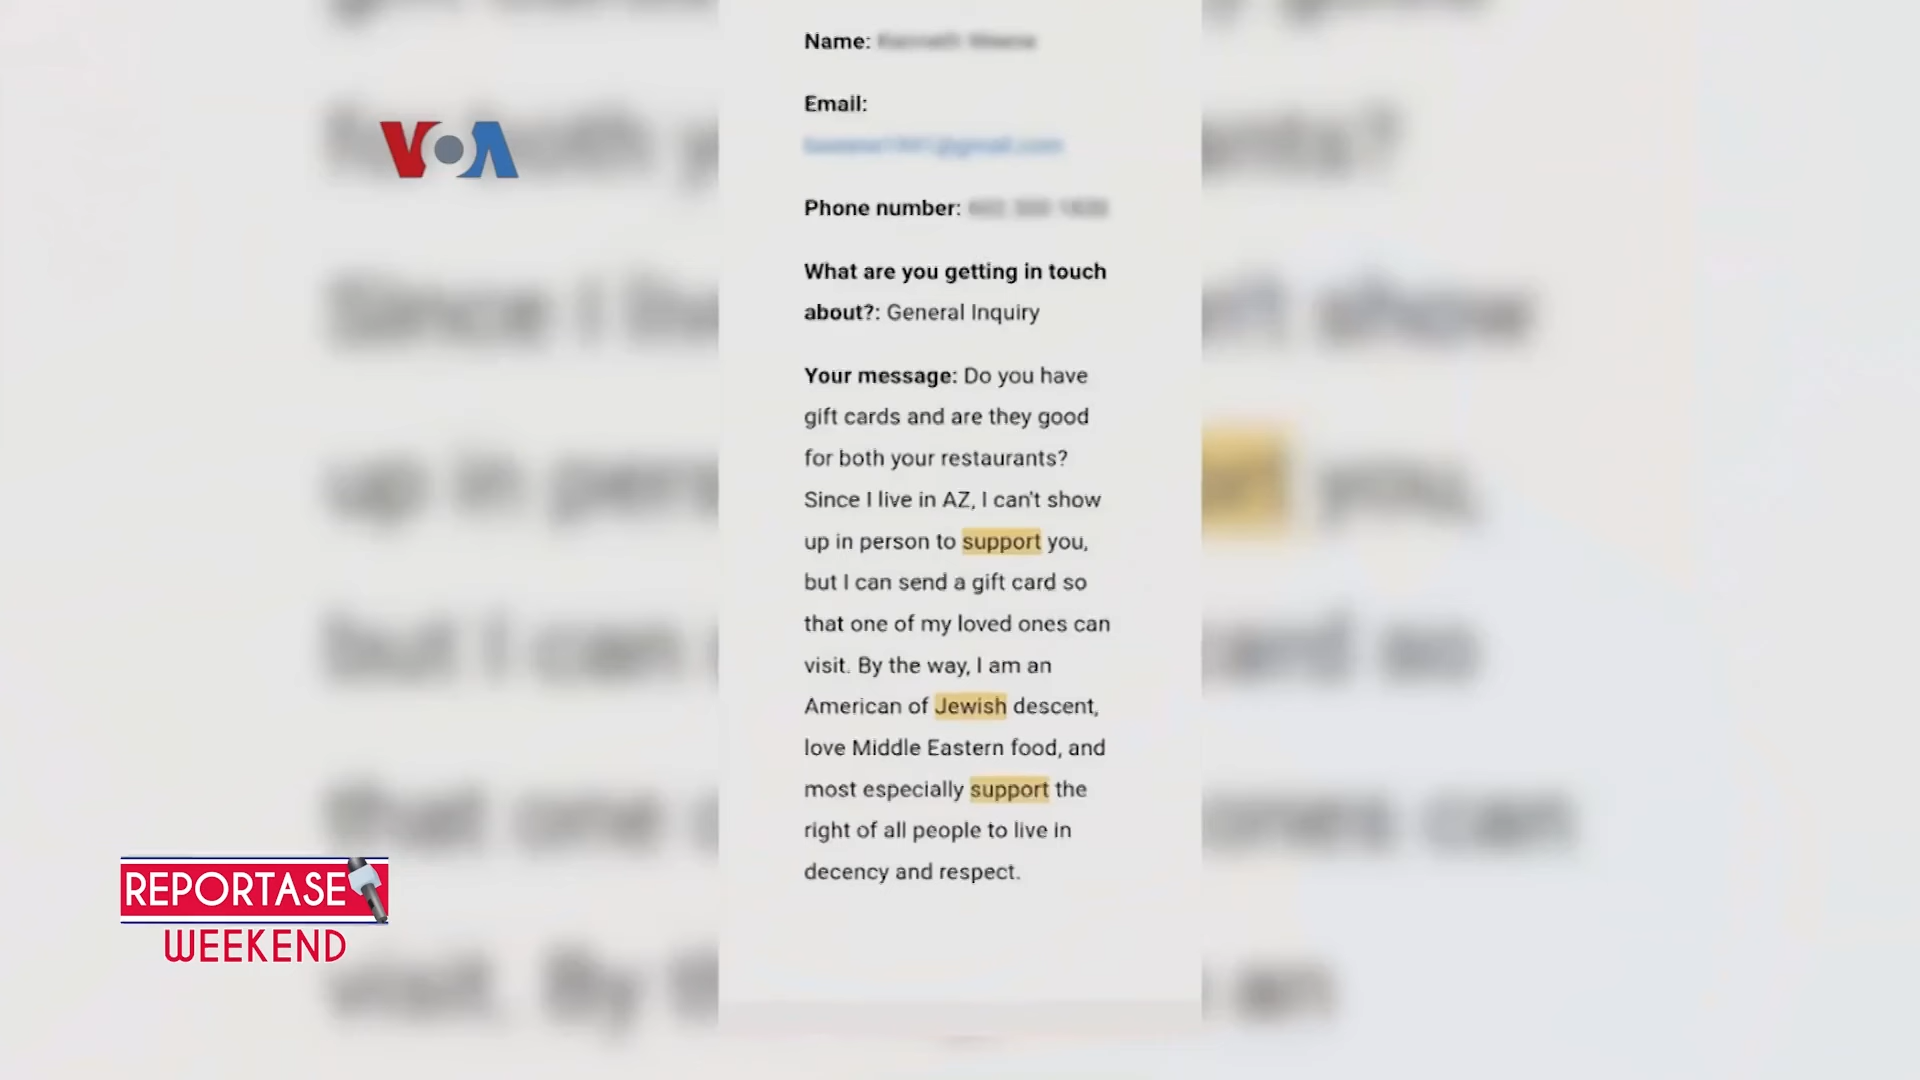 Name:
VOA
Email:
Phone number:
What are you getting in touch
about?: General Inquiry
Your message: Do you have
gift cards and are they good
for both your restaurants?
Since I live in AZ, I can't show
up in person to support you,
but I can send a gift card so
that one of my loved ones can
visit. By the way, I am an
American of Jewish descent,
love Middle Eastern food, and
most especially support the
right of all people to live in
decency and respect.
REPORTASE
WEEKEND